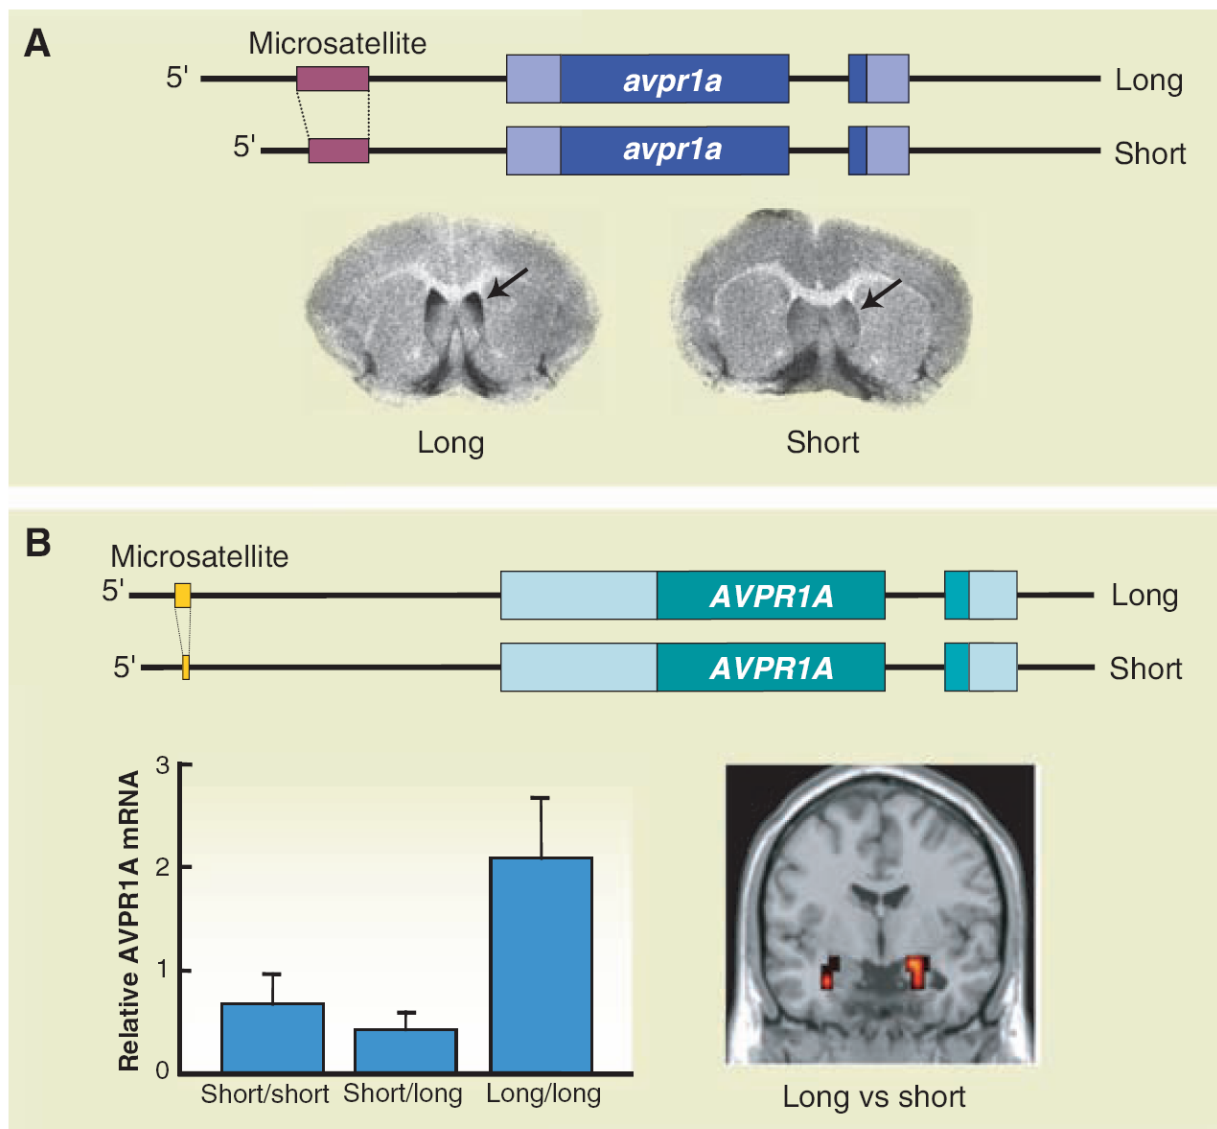 A
Microsatellite
5'
avpr1a
Long
5'
avpr1a
Short
Long
Short
B
Microsatellite
5'
AVPR1A
Long
5'
AVPR1A
Short
Relative AVPR1A mRNA
3
2
1
0
Short/short Short/long Long/long
Long vs short